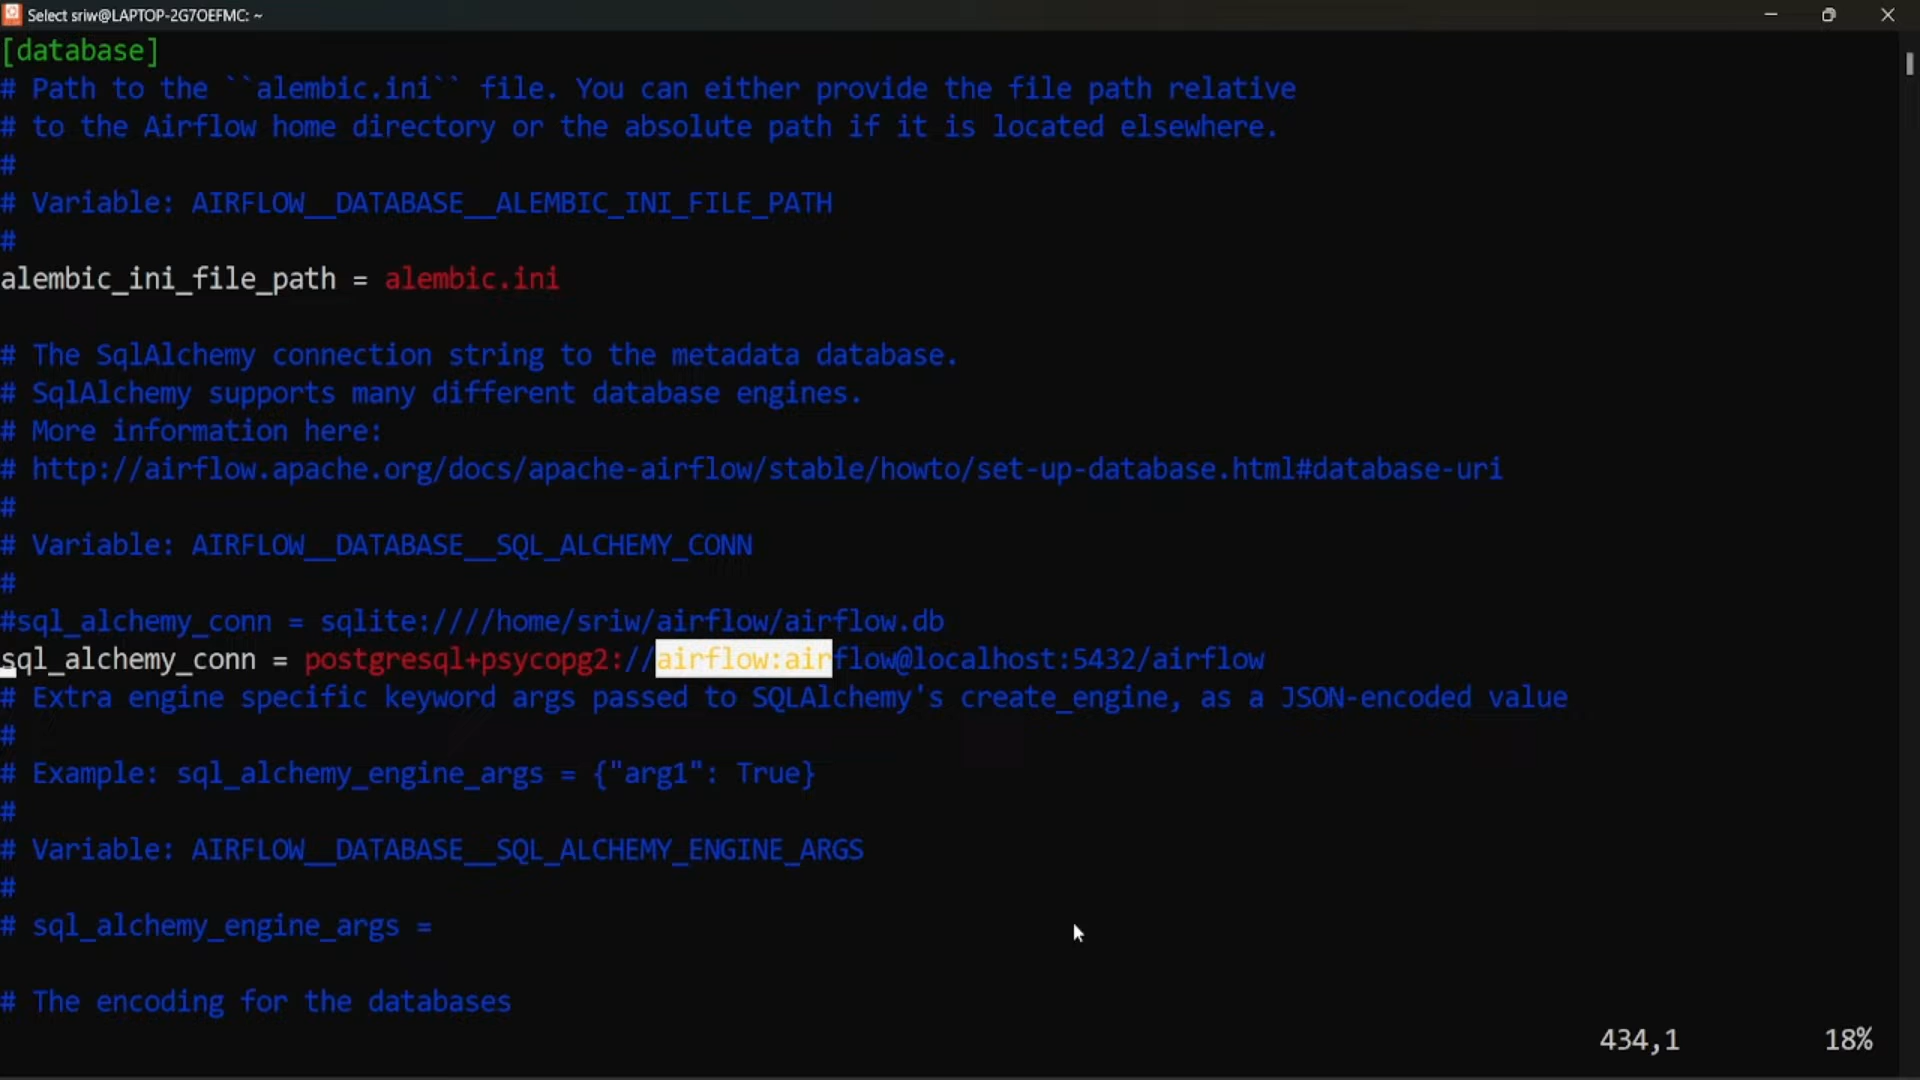 Select sriw@LAPTOP-2G7OEFMC: ~
[database]
# Path to the ``alembic.ini`` file. You can either provide the file path relative
# to the Airflow home directory or the absolute path if it is located elsewhere.
#
# Variable: AIRFLOW__DATABASE__ALEMBIC_INI_FILE_PATH
#
alembic_ini_file_path = alembic.ini
# The SqlAlchemy connection string to the metadata database.
# SqlAlchemy supports many different database engines.
# More information here:
# http://airflow.apache.org/docs/apache-airflow/stable/howto/set-up-database.html#database-uri
#
# Variable: AIRFLOW__DATABASE__SQL_ALCHEMY_CONN
#
#sql_alchemy_conn = sqlite:////home/sriw/airflow/airflow.db
sql_alchemy_conn = postgresql+psycopg2://airflow:airflow@localhost:5432/airflow
# Extra engine specific keyword args passed to SQLAlchemy's create_engine, as a JSON-encoded value
#
# Example: sql_alchemy_engine_args = {"arg1": True}
#
# Variable: AIRFLOW__DATABASE__SQL_ALCHEMY_ENGINE_ARGS
#
# sql_alchemy_engine_args =
# The encoding for the databases
434,1 18%